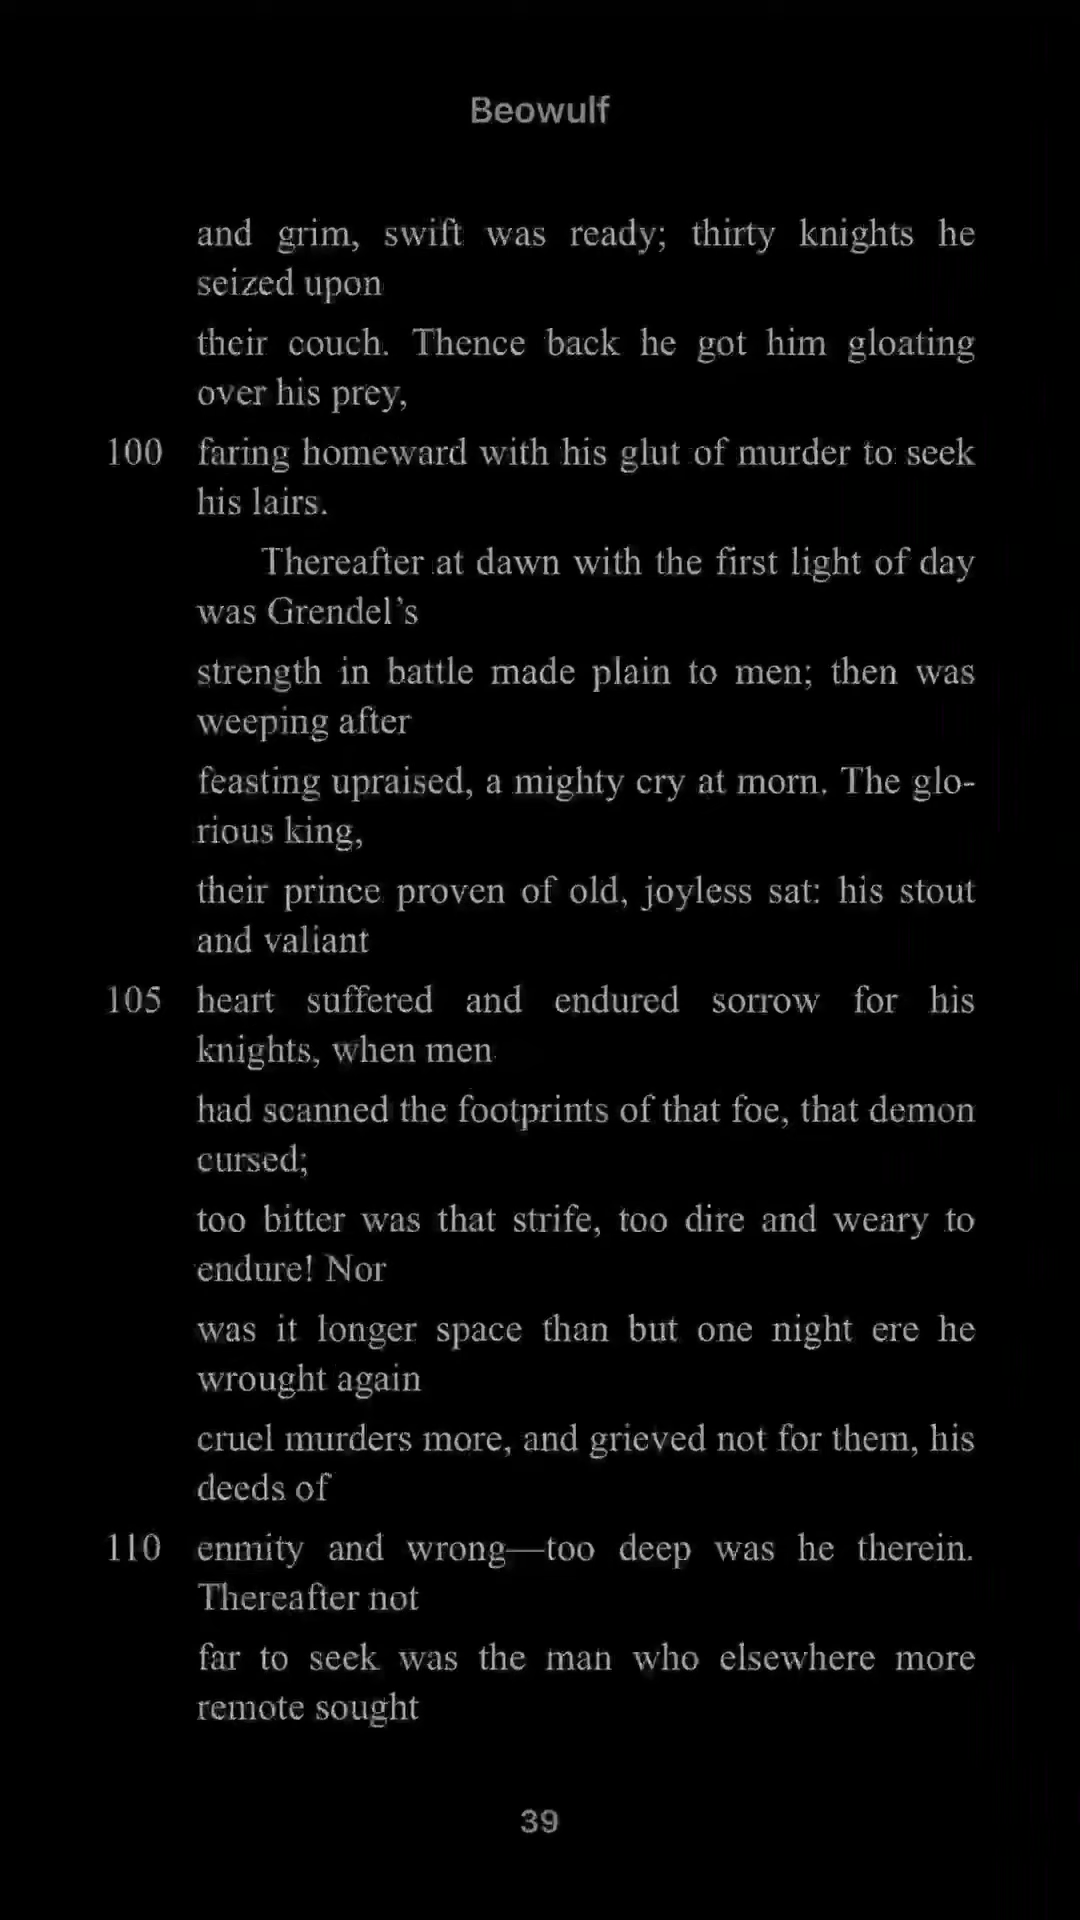 Beowulf
and grim, swift was ready; thirty knights he
seized upon
their couch. Thence back he got him gloating
over his prey,
100 faring homeward with his glut of murder to seek
his lairs.
Thereafter at dawn with the first light of day
was Grendel’s
strength in battle made plain to men; then was
weeping after
feasting upraised, a mighty cry at morn. The glo-
rious king,
their prince proven of old, joyless sat: his stout
and valiant
105 heart suffered and endured sorrow for his
knights, when men
had scanned the footprints of that foe, that demon
cursed;
too bitter was that strife, too dire and weary to
endure! Nor
was it longer space than but one night ere he
wrought again
cruel murders more, and grieved not for them, his
deeds of
110 enmity and wrong—too deep was he therein.
Thereafter not
far to seek was the man who elsewhere more
remote sought
39